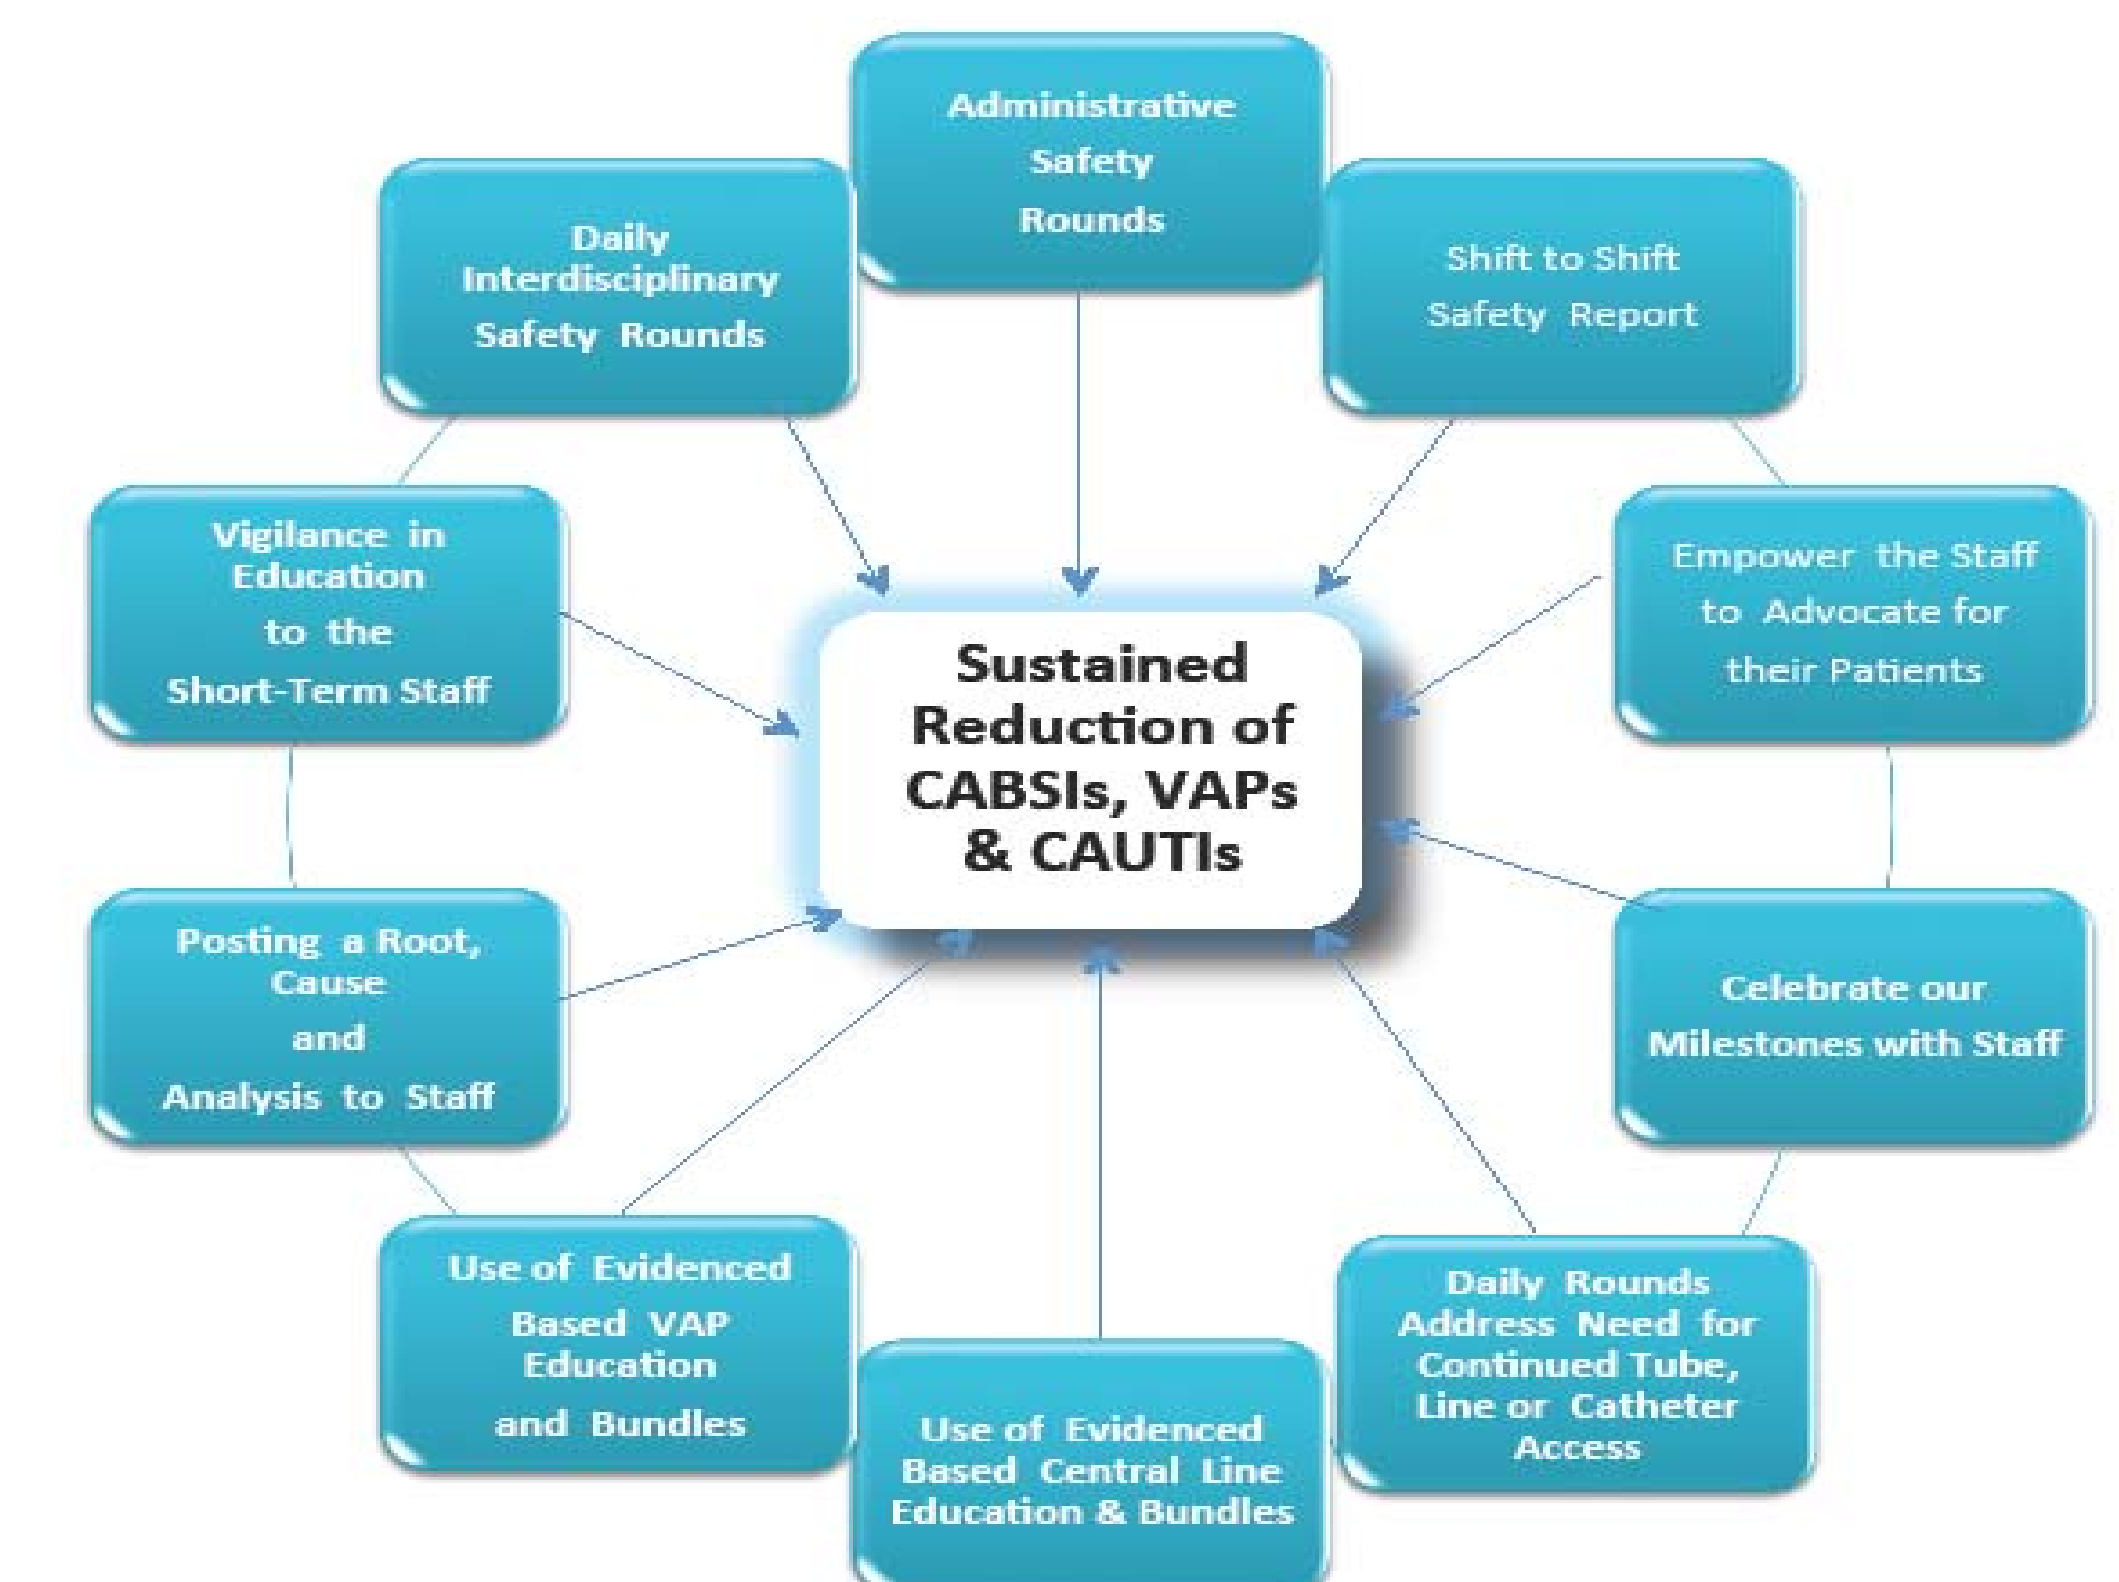 Administrative
Safety
Rounds
Daily
Interdisciplinary
Safety Rounds
Shift to Shift
Safety Report
Vigilance in
Education
to the
Short-Term Staff
Empower the Staff
to Advocate for
their Patients
Sustained
Reduction of
CABSIs, VAPs
& CAUTIs
Posting a Root,
Cause
and
Analysis to Staff
Celebrate our
Milestones with Staff
Use of Evidenced
Based VAP
Education
and Bundles
Use of Evidenced
Based Central Line
Education & Bundles
Daily Rounds
Address Need for
Continued Tube,
Line or Catheter
Access